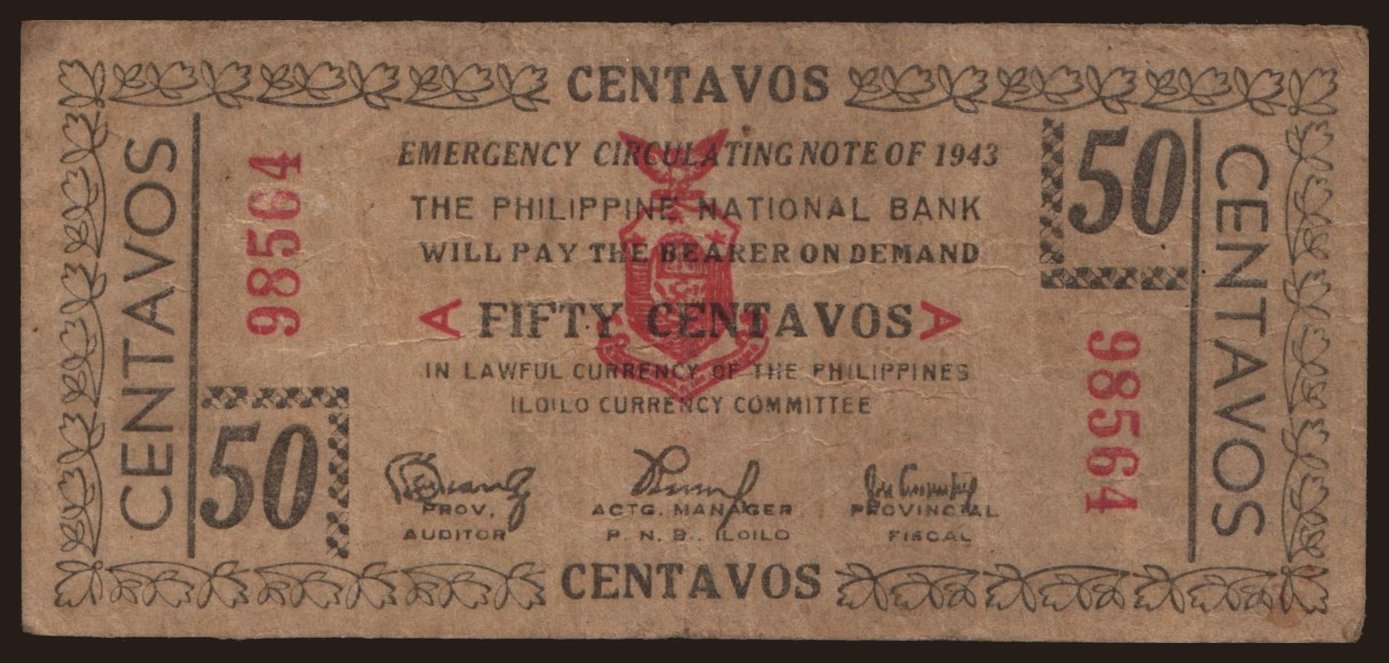 CENTAVOS
EMERGENCY CIRCULATING NOTE OF 1943
THE PHILIPPINE NATIONAL BANK
WILL PAY THE BEARER ON DEMAND
A FIFTY CENTAVOS A
IN LAWFUL CURRENCY OF THE PHILIPPINES
ILOILO CURRENCY COMMITTEE
CENTAVOS
98564
50
50
CENTAVOS
98564
PROV.
AUDITOR
ACTG. MANAGER
P. N. B., ILOILO
PROVINCIAL
FISCAL
CENTAVOS